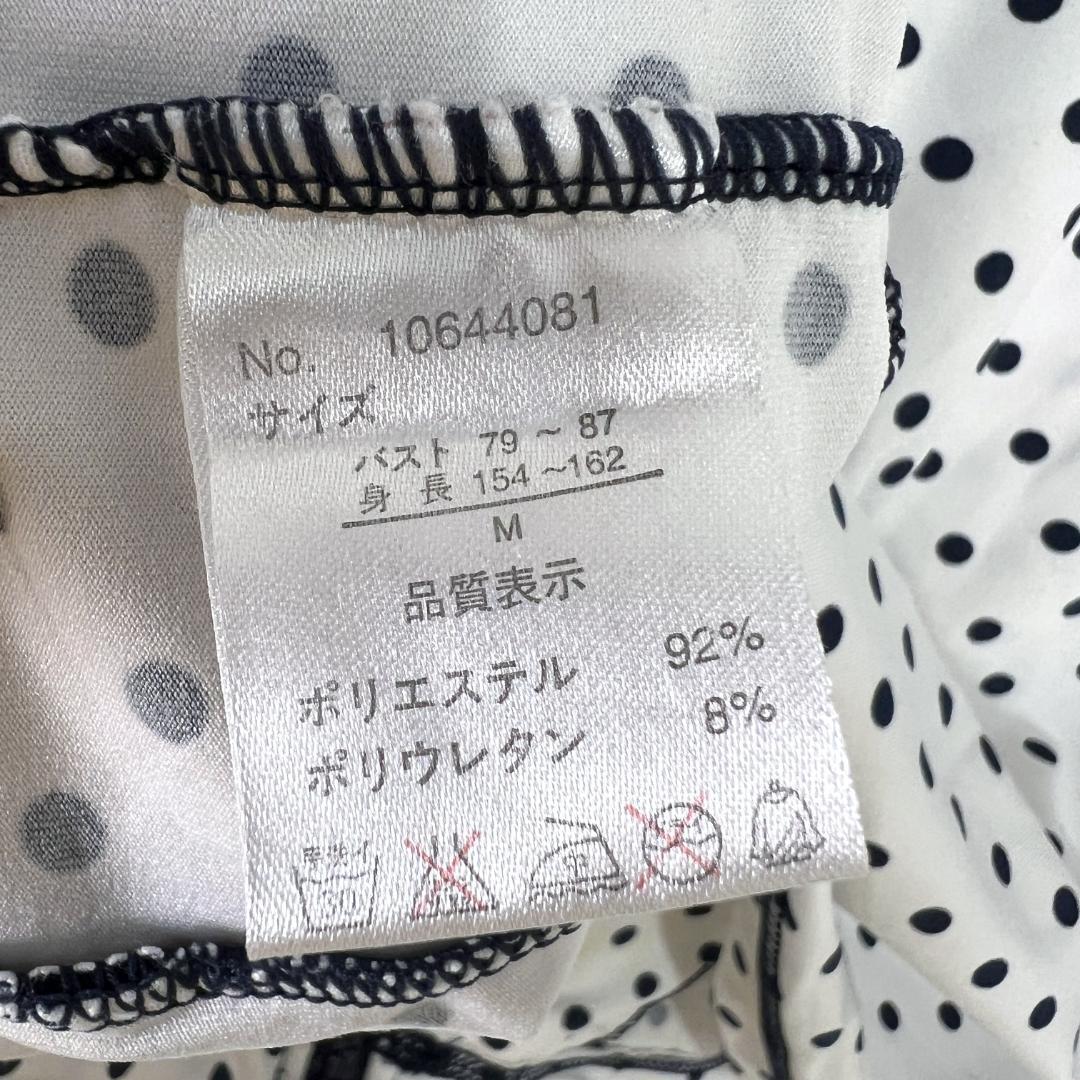 No. 10644081
サイズ
バスト 79 ~ 87
身 長 154 ~162
M
品質表示
ポリエステル 92%
ポリウレタン 8%
手洗イ
30